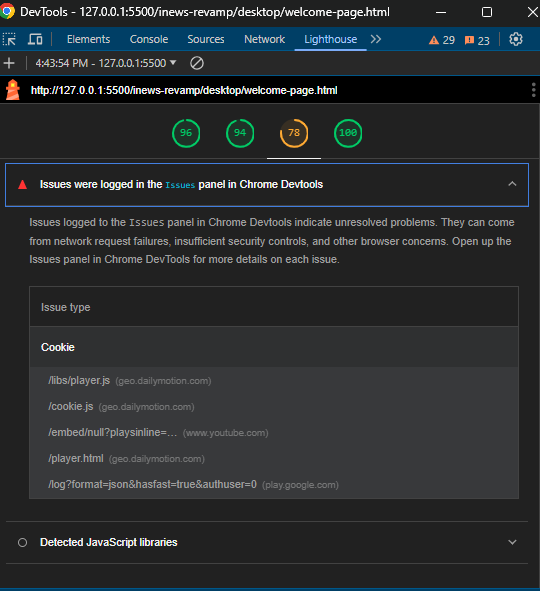 DevTools - 127.0.0.1:5500/inews-revamp/desktop/welcome-page.html
Elements Console Sources Network Lighthouse 29 23
4:43:54 PM - 127.0.0.1:5500
http://127.0.0.1:5500/inews-revamp/desktop/welcome-page.html
96 94 78 100
Issues were logged in the Issues panel in Chrome Devtools
Issues logged to the Issues panel in Chrome Devtools indicate unresolved problems. They can come
from network request failures, insufficient security controls, and other browser concerns. Open up the
Issues panel in Chrome DevTools for more details on each issue.
Issue type
Cookie
/libs/player.js (geo.dailymotion.com)
/cookie.js (geo.dailymotion.com)
/embed/null?playsinline=... (www.youtube.com)
/player.html (geo.dailymotion.com)
/log?format=json&hasfast=true&authuser=0 (play.google.com)
Detected JavaScript libraries